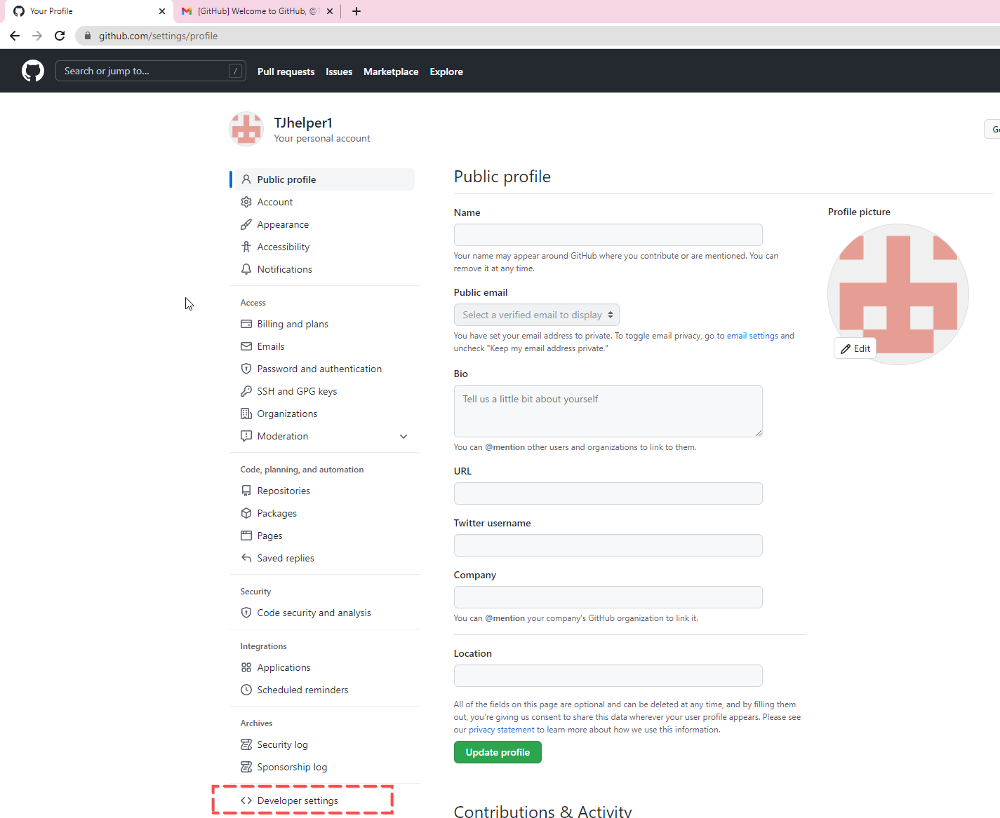 Your Profile
[GitHub] Welcome to GitHub, @T
github.com/settings/profile
Search or jump to... /
Pull requests
Issues
Marketplace
Explore
TJhelper1
Your personal account
Go
Public profile
Account
Appearance
Accessibility
Notifications
Access
Billing and plans
Emails
Password and authentication
SSH and GPG keys
Organizations
Moderation
Code, planning, and automation
Repositories
Packages
Pages
Saved replies
Security
Code security and analysis
Integrations
Applications
Scheduled reminders
Archives
Security log
Sponsorship log
Developer settings
Public profile
Name
Your name may appear around GitHub where you contribute or are mentioned. You can
remove it at any time.
Public email
Select a verified email to display
You have set your email address to private. To toggle email privacy, go to email settings and
uncheck "Keep my email address private."
Bio
Tell us a little bit about yourself
You can @mention other users and organizations to link to them.
URL
Twitter username
Company
You can @mention your company's GitHub organization to link it.
Location
All of the fields on this page are optional and can be deleted at any time, and by filling them
out, you're giving us consent to share this data wherever your user profile appears. Please see
our privacy statement to learn more about how we use this information.
Update profile
Contributions & Activity
Profile picture
Edit